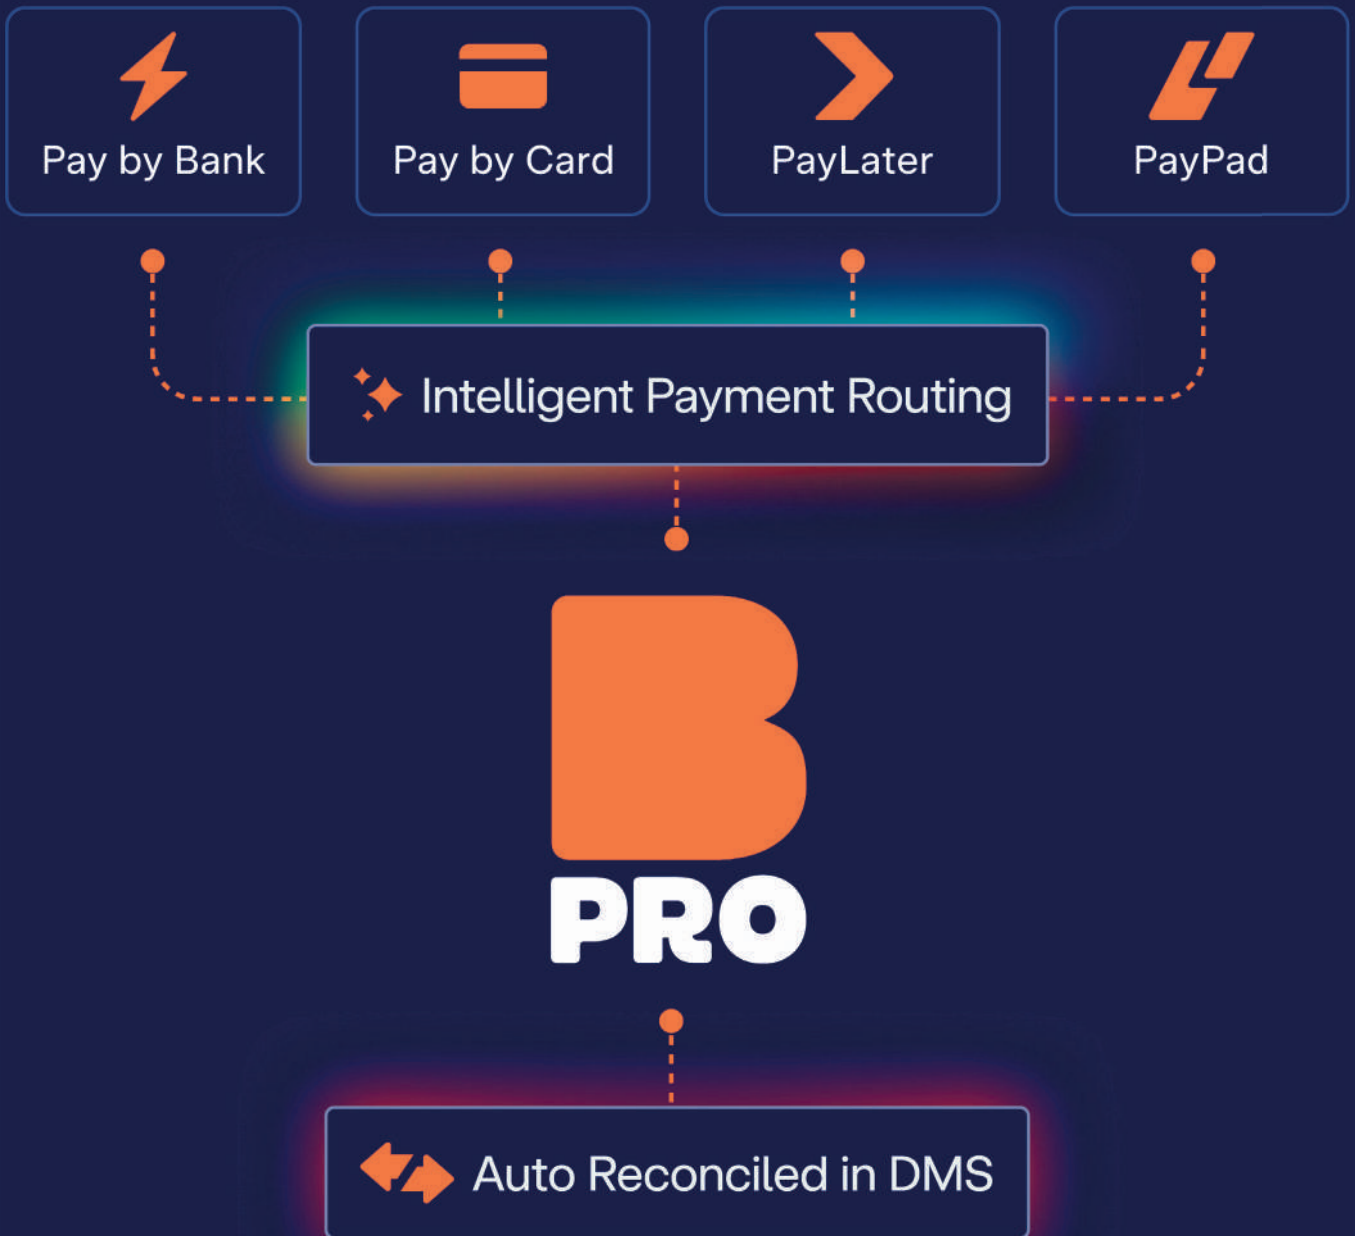 Pay by Bank
Pay by Card
PayLater
PayPad
Intelligent Payment Routing
B
PRO
Auto Reconciled in DMS